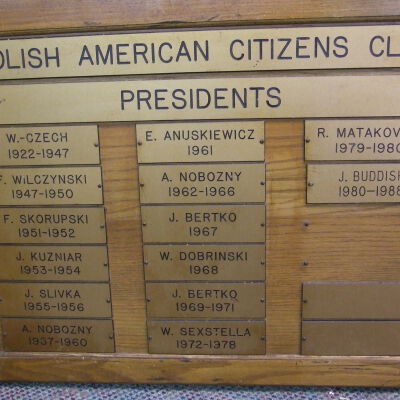 OLISH AMERICAN CITIZENS CL
PRESIDENTS
W.-CZECH
1922-1947
F. WILCZYNSKI
1947-1950
F. SKORUPSKI
1951-1952
J. KUZNIAR
1953-1954
J. SLIVKA
1955-1956
A. NOBOZNY
1937-1960
E. ANUSKIEWICZ
1961
A. NOBOZNY
1962-1966
J. BERTKO
1967
W. DOBRINSKI
1968
J. BERTKO
1969-1971
W. SEXSTELLA
1972-1978
R. MATAKOV
1979-1980
J. BUDDISH
1980-1988